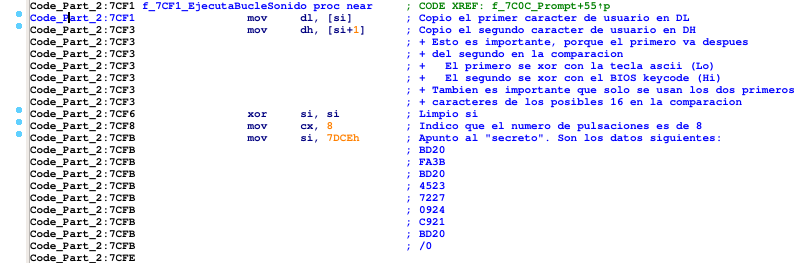 Code_Part_2:7CF1 f_7CF1_EjecutaBucleSonido proc near ; CODE XREF: f_7C0C_Prompt+55↑p
Code_Part_2:7CF1 mov dl, [si] ; Copio el primer caracter de usuario en DL
Code_Part_2:7CF3 mov dh, [si+1] ; Copio el segundo caracter de usuario en DH
Code_Part_2:7CF3 ; + Esto es importante, porque el primero va despues
Code_Part_2:7CF3 ; + del segundo en la comparacion
Code_Part_2:7CF3 ; + El primero se xor con la tecla ascii (Lo)
Code_Part_2:7CF3 ; + El segundo se xor con el BIOS keycode (Hi)
Code_Part_2:7CF3 ; + Tambien es importante que solo se usan los dos primeros
Code_Part_2:7CF3 ; + caracteres de los posibles 16 en la comparacion
Code_Part_2:7CF6 xor si, si ; Limpio si
Code_Part_2:7CF8 mov cx, 8 ; Indico que el numero de pulsaciones es de 8
Code_Part_2:7CFB mov si, 7DCEh ; Apunto al "secreto". Son los datos siguientes:
Code_Part_2:7CFB ; BD20
Code_Part_2:7CFB ; FA3B
Code_Part_2:7CFB ; BD20
Code_Part_2:7CFB ; 4523
Code_Part_2:7CFB ; 7227
Code_Part_2:7CFB ; 0924
Code_Part_2:7CFB ; C921
Code_Part_2:7CFB ; BD20
Code_Part_2:7CFB ; /0
Code_Part_2:7CFE